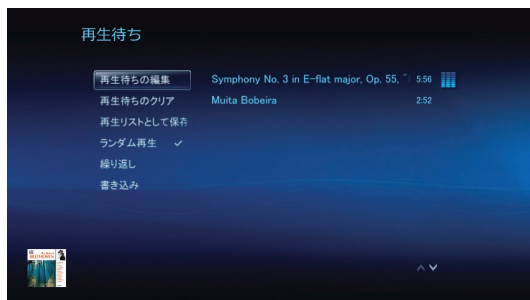 再生待ち
再生待ちの編集
Symphony No. 3 in E-flat major, Op. 55,
5:56
再生待ちのクリア
Muita Bobeira
2:52
再生リストとして保存
ランダム再生 ✓
繰り返し
書き込み
BEETHOVEN